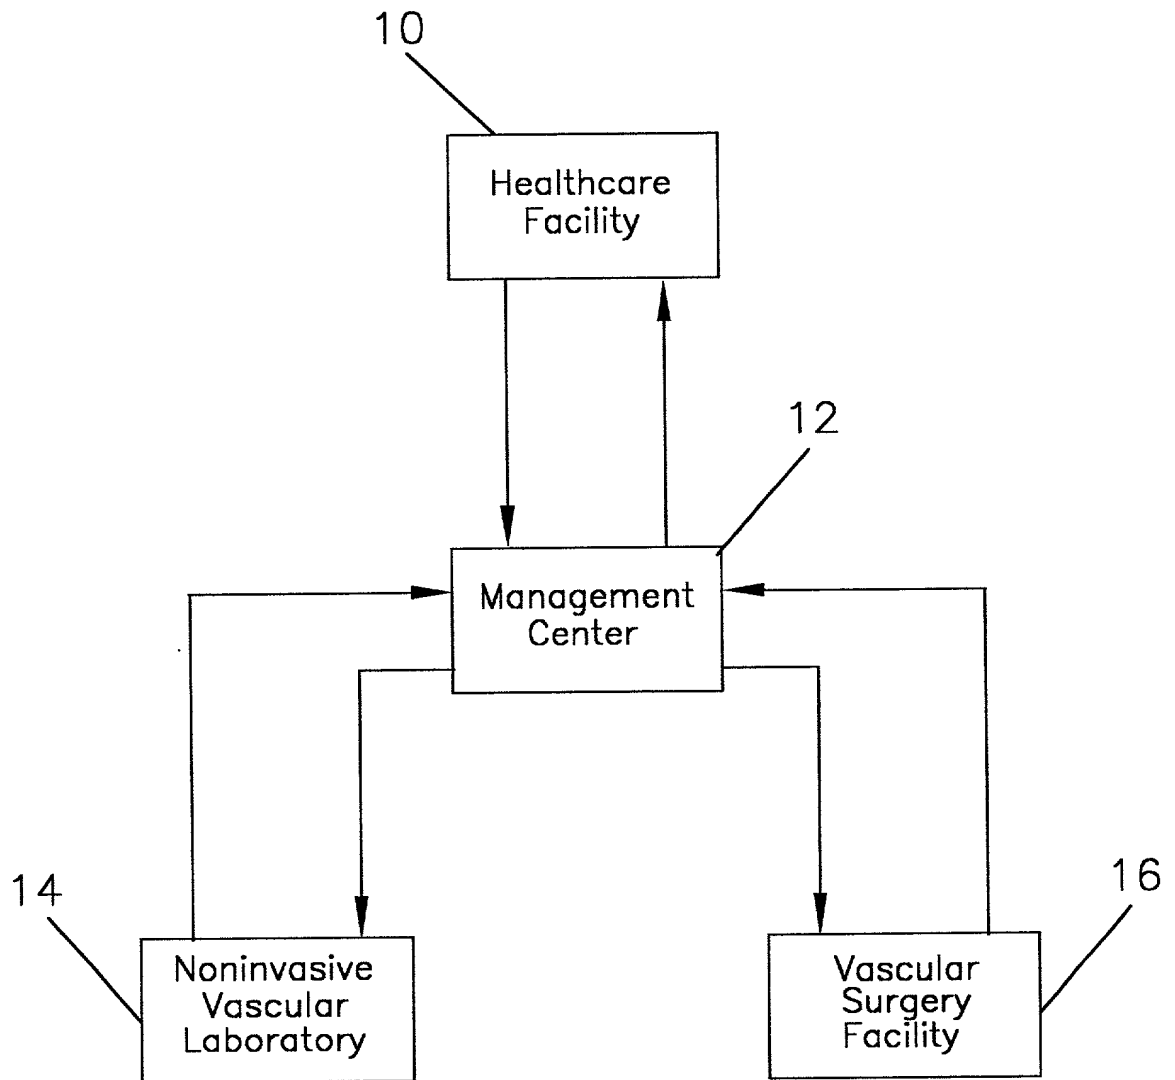 10
Healthcare
Facility
12
Management
Center
14
Noninvasive
Vascular
Laboratory
16
Vascular
Surgery
Facility